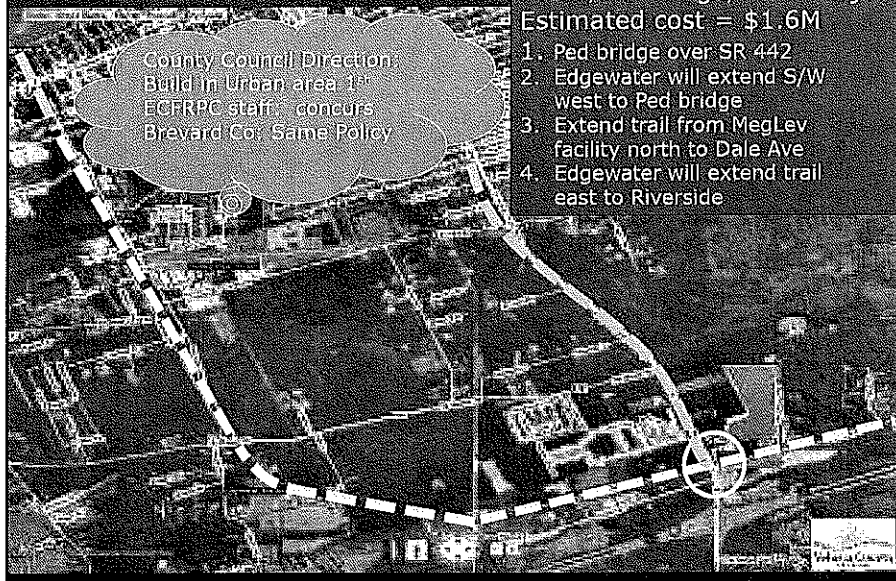 County Council Direction:
Build in Urban area 1st
ECFRPC staff: concurs
Brevard Co: Same Policy
Estimated cost = $1.6M
1. Ped bridge over SR 442
2. Edgewater will extend S/W
west to Ped bridge
3. Extend trail from MegLev
facility north to Dale Ave
4. Edgewater will extend trail
east to Riverside